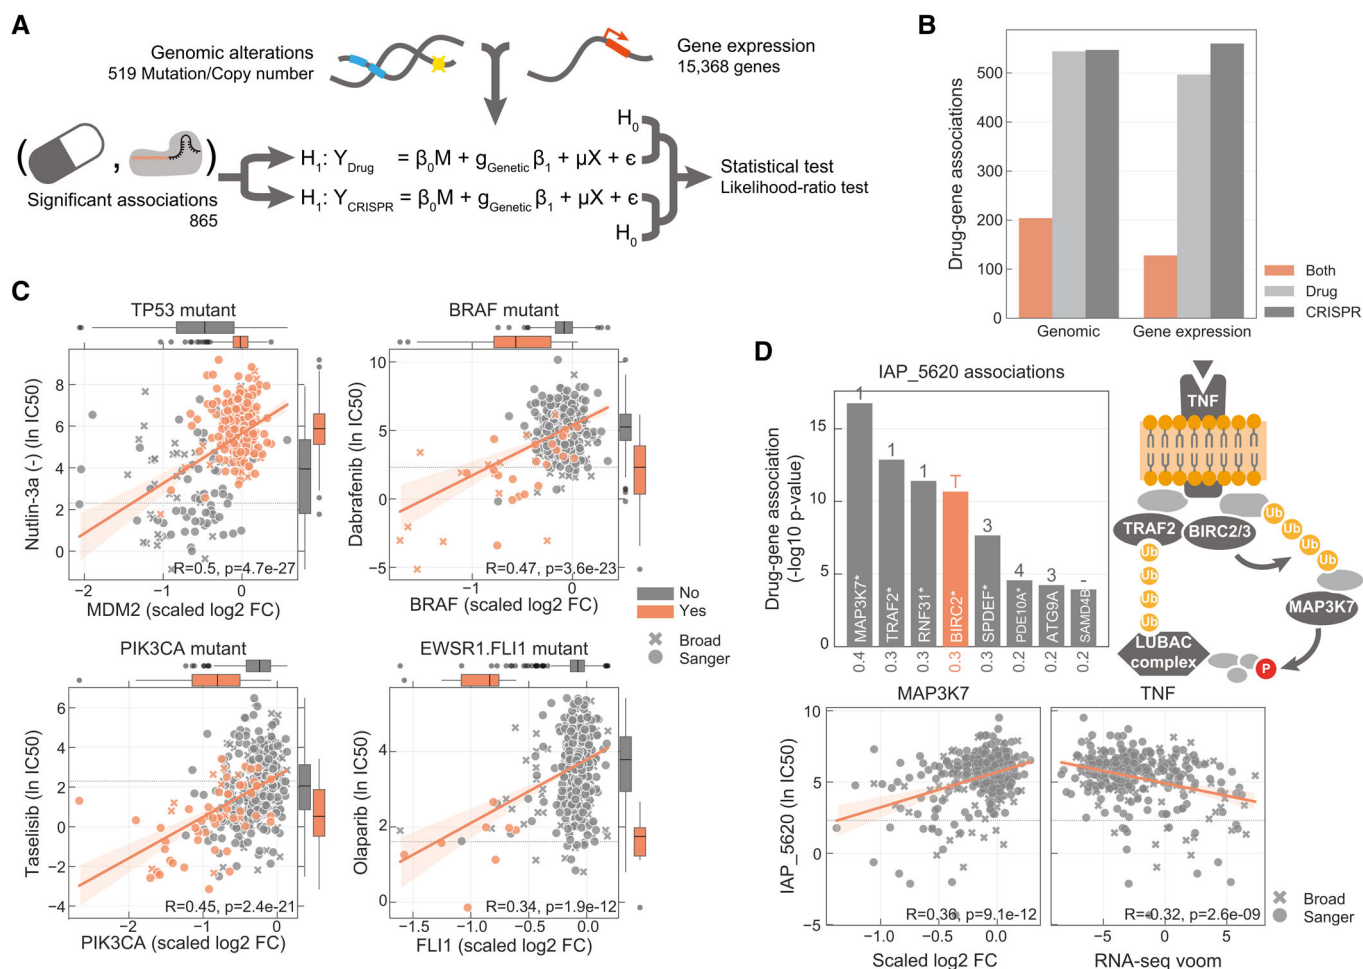 A
Genomic alterations
519 Mutation/Copy number
Gene expression
15,368 genes
( , )
Significant associations
865
H₀
H₁: Y_Drug = β₀M + g_Genetic β₁ + μX + ϵ
H₁: Y_CRISPR = β₀M + g_Genetic β₁ + μX + ϵ
H₀
Statistical test
Likelihood-ratio test
B
Drug-gene associations
500
400
300
200
100
0
Genomic
Gene expression
Both
Drug
CRISPR
C
TP53 mutant
Nutlin-3a (-) (ln IC50)
8
6
4
2
0
R=0.5, p=4.7e-27
−2
−1
0
MDM2 (scaled log2 FC)
BRAF mutant
Dabrafenib (ln IC50)
10
5
0
−5
R=0.47, p=3.6e-23
−1
0
BRAF (scaled log2 FC)
No
Yes
Broad
Sanger
PIK3CA mutant
Taselisib (ln IC50)
6
4
2
0
−2
−4
R=0.45, p=2.4e-21
−2
−1
0
PIK3CA (scaled log2 FC)
EWSR1.FLI1 mutant
Olaparib (ln IC50)
4
2
0
R=0.34, p=1.9e-12
−1.5
−1.0
−0.5
0.0
FLI1 (scaled log2 FC)
D
IAP_5620 associations
Drug-gene association
(-log10 p-value)
15
10
5
0
1
1
1
T
3
4
3
-
MAP3K7*
TRAF2*
RNF31*
BIRC2*
SPDEF*
PDE10A*
ATG9A
SAMD4B
0.4
0.3
0.3
0.3
0.3
0.2
0.2
0.2
TNF
TRAF2
BIRC2/3
Ub
Ub
Ub
Ub
Ub
Ub
Ub
Ub
MAP3K7
LUBAC
complex
P
MAP3K7
IAP_5620 (ln IC50)
10
5
0
−5
R=0.36, p=9.1e-12
−1.0
−0.5
0.0
Scaled log2 FC
TNF
R=-0.32, p=2.6e-09
−5
0
5
RNA-seq voom
Broad
Sanger